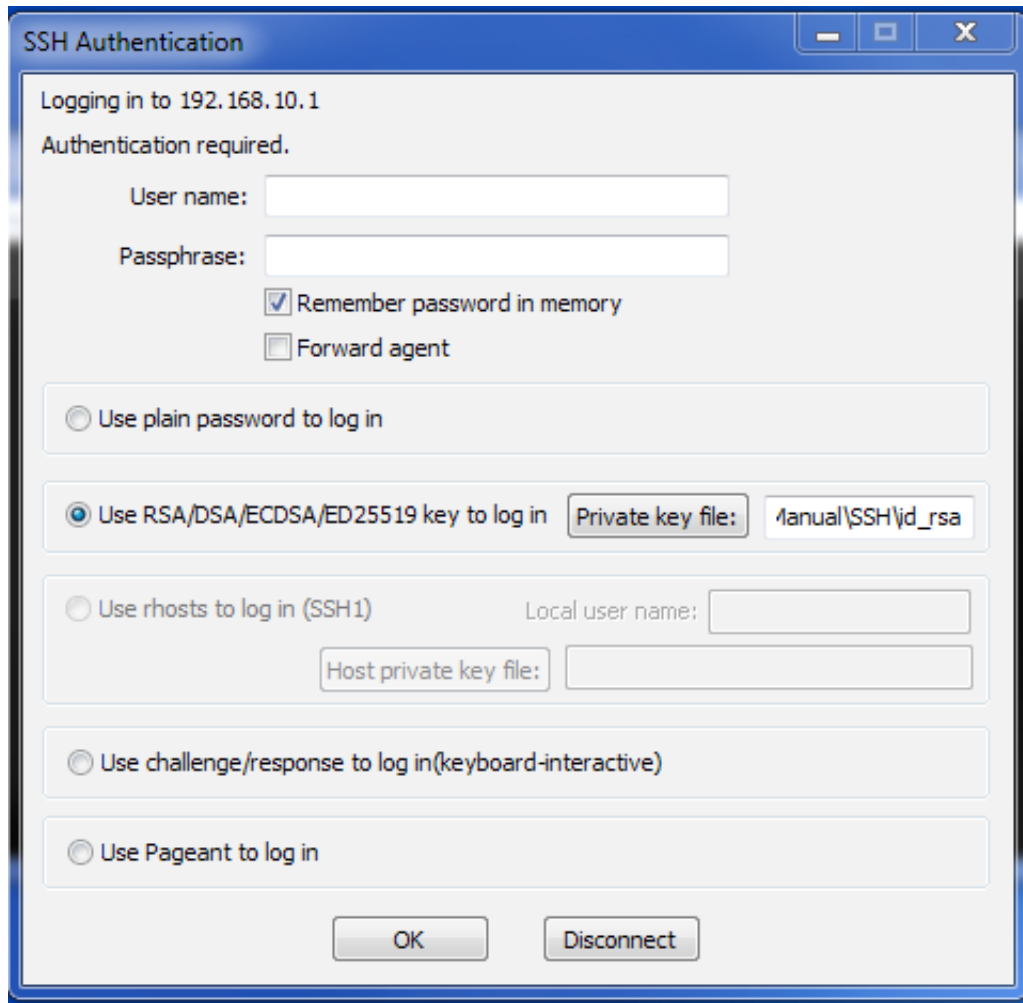 SSH Authentication
Logging in to 192.168.10.1
Authentication required.
User name:
Passphrase:
Remember password in memory
Forward agent
Use plain password to log in
Use RSA/DSA/ECDSA/ED25519 key to log in Private key file: Manual\SSH\id_rsa
Use rhosts to log in (SSH1) Local user name:
Host private key file:
Use challenge/response to log in(keyboard-interactive)
Use Pageant to log in
OK Disconnect